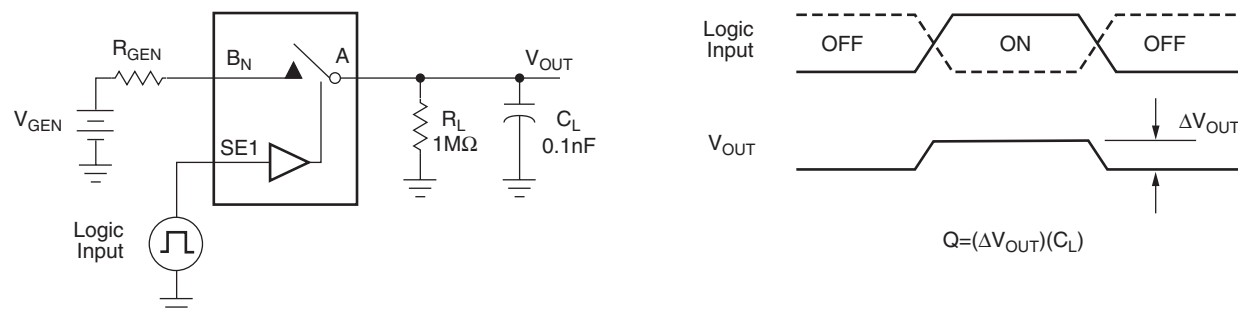 R_GEN
B_N
A
V_OUT
V_GEN
R_L
1MΩ
C_L
0.1nF
SE1
Logic
Input
Logic
Input
OFF
ON
OFF
V_OUT
ΔV_OUT
Q=(ΔV_OUT)(C_L)